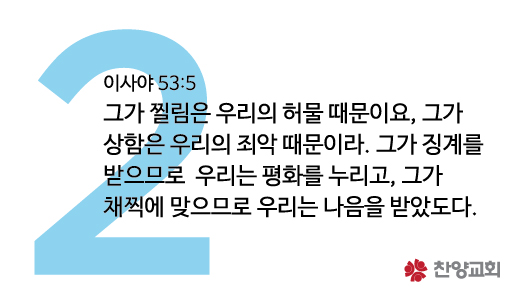 2
이사야 53:5
그가 찔림은 우리의 허물 때문이요, 그가
상함은 우리의 죄악 때문이라. 그가 징계를
받으므로  우리는 평화를 누리고, 그가
채찍에 맞으므로 우리는 나음을 받았도다.
찬양교회